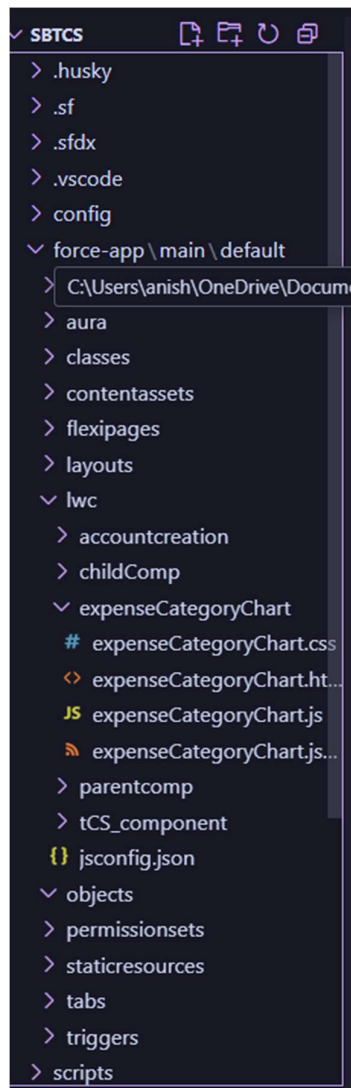 SBTCS
.husky
.sf
.sfdx
.vscode
config
force-app\main\default
C:\Users\anish\OneDrive\Docume
aura
classes
contentassets
flexipages
layouts
lwc
accountcreation
childComp
expenseCategoryChart
# expenseCategoryChart.css
<> expenseCategoryChart.ht...
JS expenseCategoryChart.js
expenseCategoryChart.js...
parentcomp
tCS_component
{} jsconfig.json
objects
permissionsets
staticresources
tabs
triggers
scripts